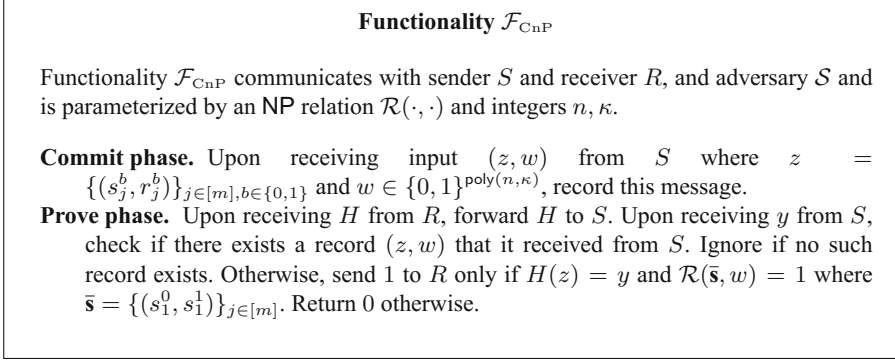 Functionality $\mathcal{F}_{\text{CnP}}$
Functionality $\mathcal{F}_{\text{CnP}}$ communicates with sender $S$ and receiver $R$, and adversary $\mathcal{S}$ and
is parameterized by an NP relation $\mathcal{R}(\cdot, \cdot)$ and integers $n, \kappa$.
Commit phase. Upon receiving input $(z, w)$ from $S$ where $z =$
$\{(s_j^b, r_j^b)\}_{j \in [m], b \in \{0,1\}}$ and $w \in \{0,1\}^{\text{poly}(n,\kappa)}$, record this message.
Prove phase. Upon receiving $H$ from $R$, forward $H$ to $S$. Upon receiving $y$ from $S$,
check if there exists a record $(z, w)$ that it received from $S$. Ignore if no such
record exists. Otherwise, send 1 to $R$ only if $H(z) = y$ and $\mathcal{R}(\bar{\mathbf{s}}, w) = 1$ where
$\bar{\mathbf{s}} = \{(s_1^0, s_1^1)\}_{j \in [m]}$. Return 0 otherwise.